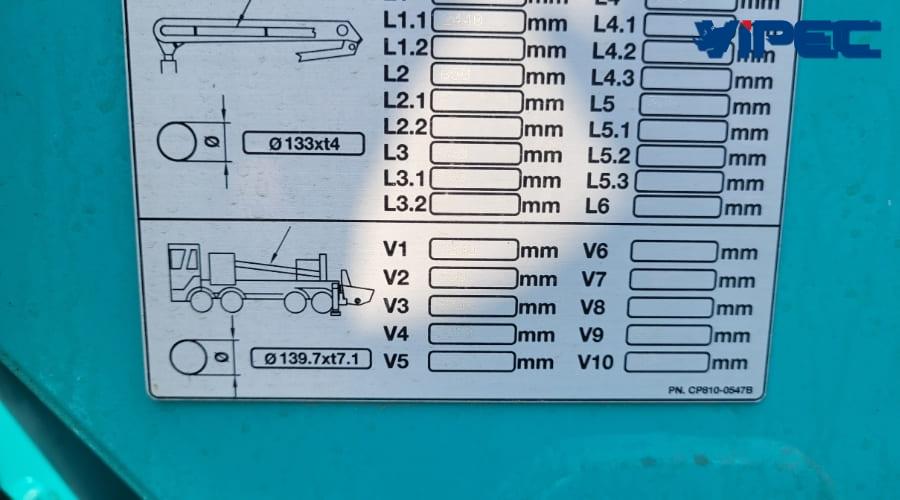 mm mm
L1.1 mm L4.1
VIPEC
L1.2 mm L4.2 mm
L2 mm L4.3 mm
L2.1 mm L5 mm
Ø133xt4 L2.2 mm L5.1 mm
L3 mm L5.2 mm
L3.1 mm L5.3 mm
L3.2 mm L6 mm
V1 mm V6 mm
V2 mm V7 mm
V3 mm V8 mm
V4 mm V9 mm
Ø Ø139.7xt7.1 V5 mm V10 mm
PN. CP810-0547B